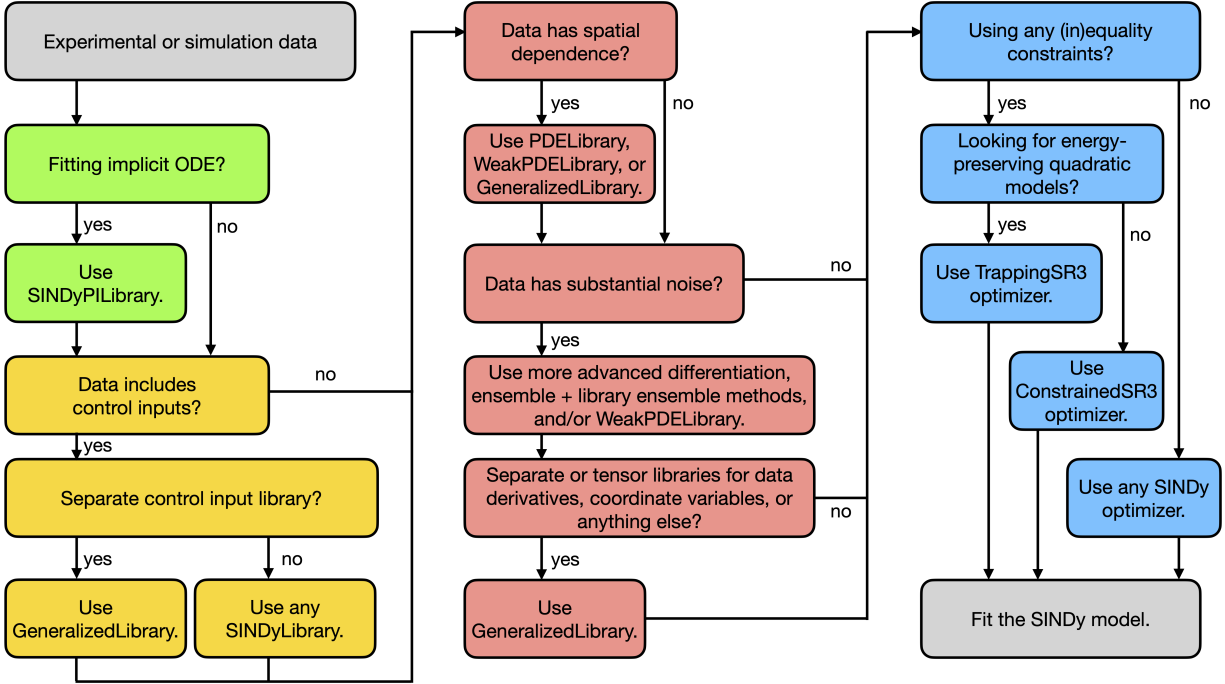 Experimental or simulation data
Fitting implicit ODE?
yes
no
Use
SINDyPILibrary.
Data includes
control inputs?
no
yes
Separate control input library?
yes
no
Use
GeneralizedLibrary.
Use any
SINDyLibrary.
Data has spatial
dependence?
yes
no
Use PDELibrary,
WeakPDELibrary, or
GeneralizedLibrary.
Data has substantial noise?
no
yes
Use more advanced differentiation,
ensemble + library ensemble methods,
and/or WeakPDELibrary.
Separate or tensor libraries for data
derivatives, coordinate variables, or
anything else?
no
yes
Use
GeneralizedLibrary.
Using any (in)equality
constraints?
yes
no
Looking for energy-
preserving quadratic
models?
yes
no
Use TrappingSR3
optimizer.
Use
ConstrainedSR3
optimizer.
Use any SINDy
optimizer.
Fit the SINDy model.